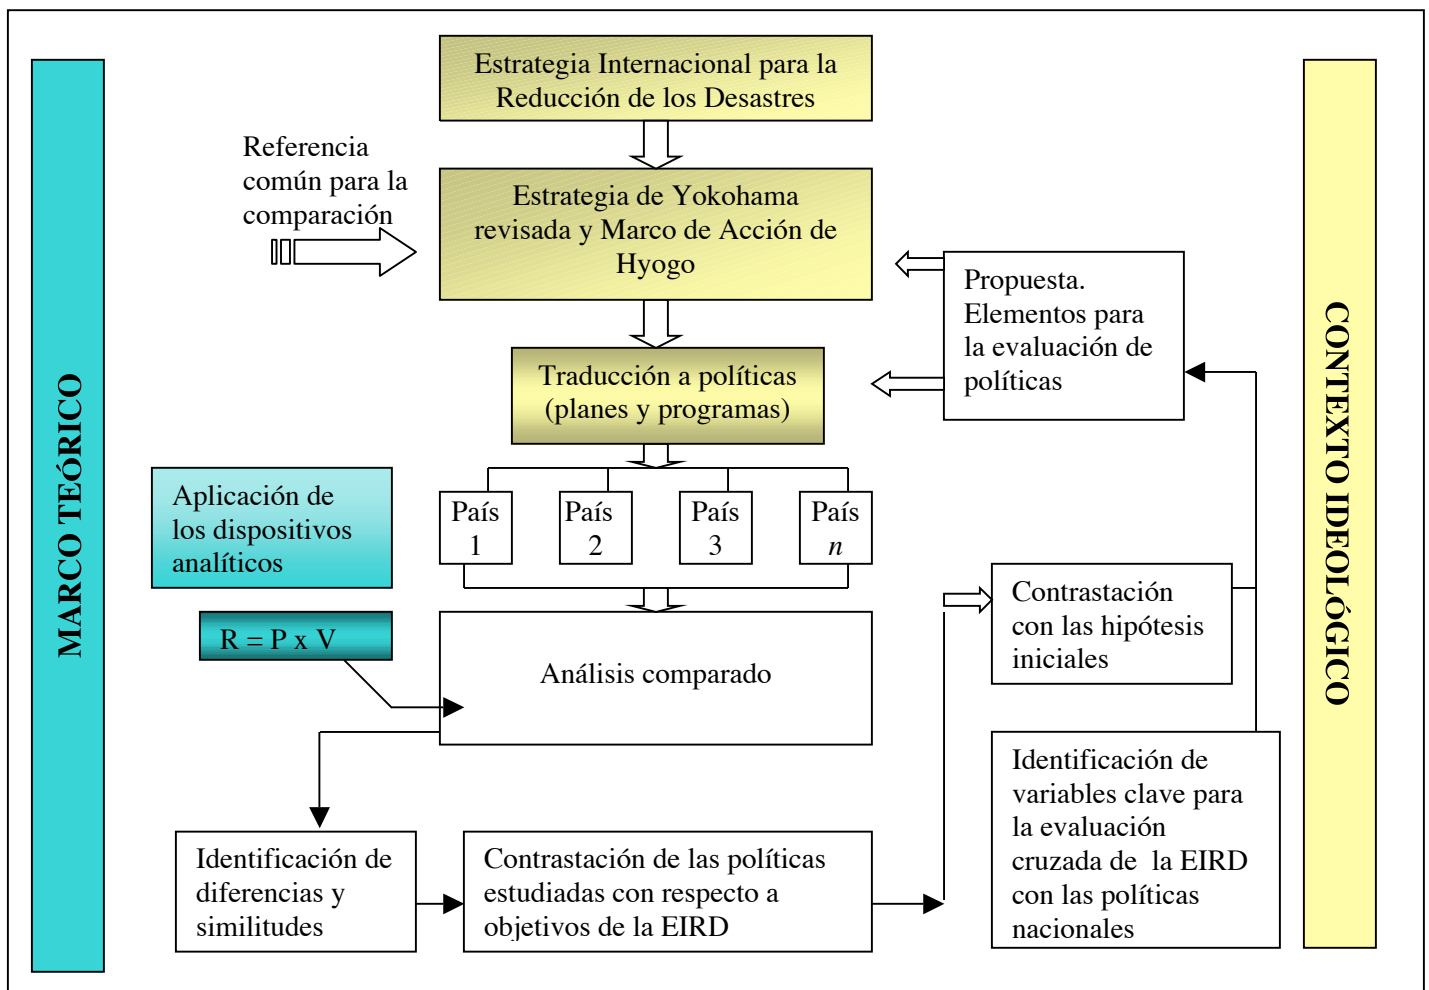 Estrategia Internacional para la
Reducción de los Desastres
Referencia
común para la
comparación
Estrategia de Yokohama
revisada y Marco de Acción de
Hyogo
Propuesta.
Elementos para
la evaluación de
políticas
Traducción a políticas
(planes y programas)
MARCO TEÓRICO
CONTEXTO IDEOLÓGICO
Aplicación de
los dispositivos
analíticos
País
1
País
2
País
3
País
n
R = P x V
Análisis comparado
Contrastación
con las hipótesis
iniciales
Identificación de
variables clave para
la evaluación
cruzada de la EIRD
con las políticas
nacionales
Identificación de
diferencias y
similitudes
Contrastación de las políticas
estudiadas con respecto a
objetivos de la EIRD